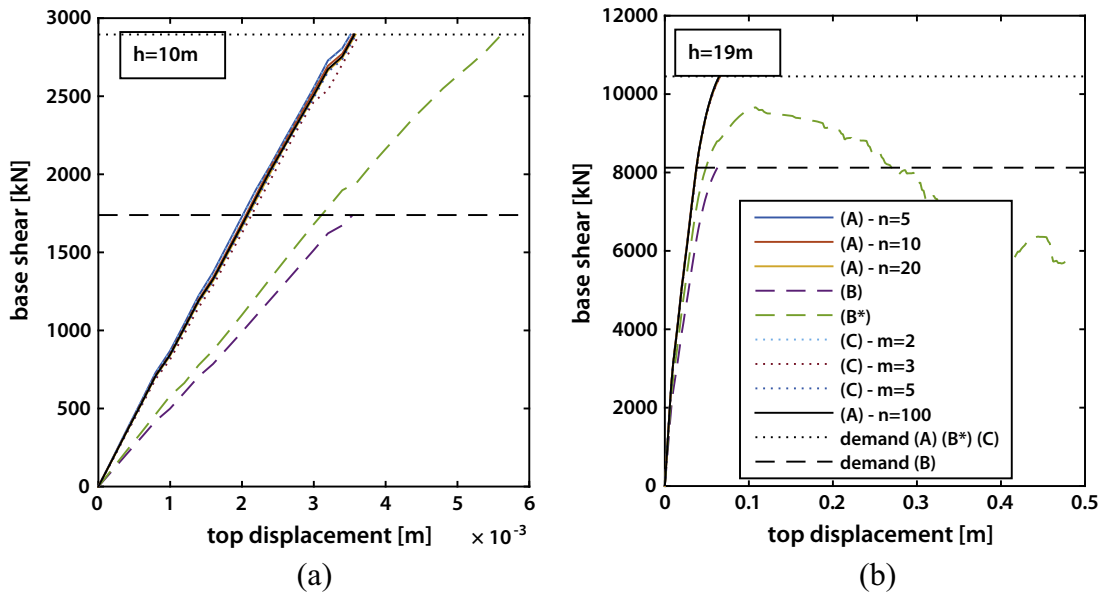 3000
2500
2000
1500
1000
500
0
base shear [kN]
h=10m
0 1 2 3 4 5 6
top displacement [m] × 10⁻³
(a)
12000
10000
8000
6000
4000
2000
0
base shear [kN]
h=19m
(A) - n=5
(A) - n=10
(A) - n=20
(B)
(B*)
(C) - m=2
(C) - m=3
(C) - m=5
(A) - n=100
demand (A) (B*) (C)
demand (B)
0 0.1 0.2 0.3 0.4 0.5
top displacement [m]
(b)